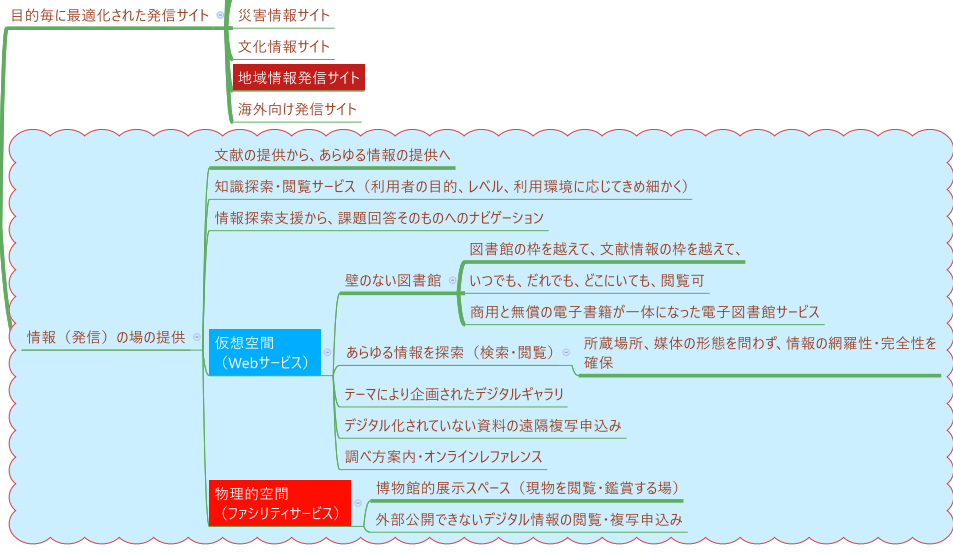 目的毎に最適化された発信サイト
災害情報サイト
文化情報サイト
地域情報発信サイト
海外向け発信サイト
情報（発信）の場の提供
文献の提供から、あらゆる情報の提供へ
知識探索・閲覧サービス（利用者の目的、レベル、利用環境に応じてきめ細かく）
情報探索支援から、課題回答そのものへのナビゲーション
仮想空間
（Webサービス）
壁のない図書館
図書館の枠を越えて、文献情報の枠を越えて、
いつでも、だれでも、どこにいても、閲覧可
商用と無償の電子書籍が一体になった電子図書館サービス
あらゆる情報を探索（検索・閲覧）
所蔵場所、媒体の形態を問わず、情報の網羅性・完全性を
確保
テーマにより企画されたデジタルギャラリ
デジタル化されていない資料の遠隔複写申込み
調べ方案内・オンラインレファレンス
物理的空間
（ファシリティサービス）
博物館的展示スペース（現物を閲覧・鑑賞する場）
外部公開できないデジタル情報の閲覧・複写申込み